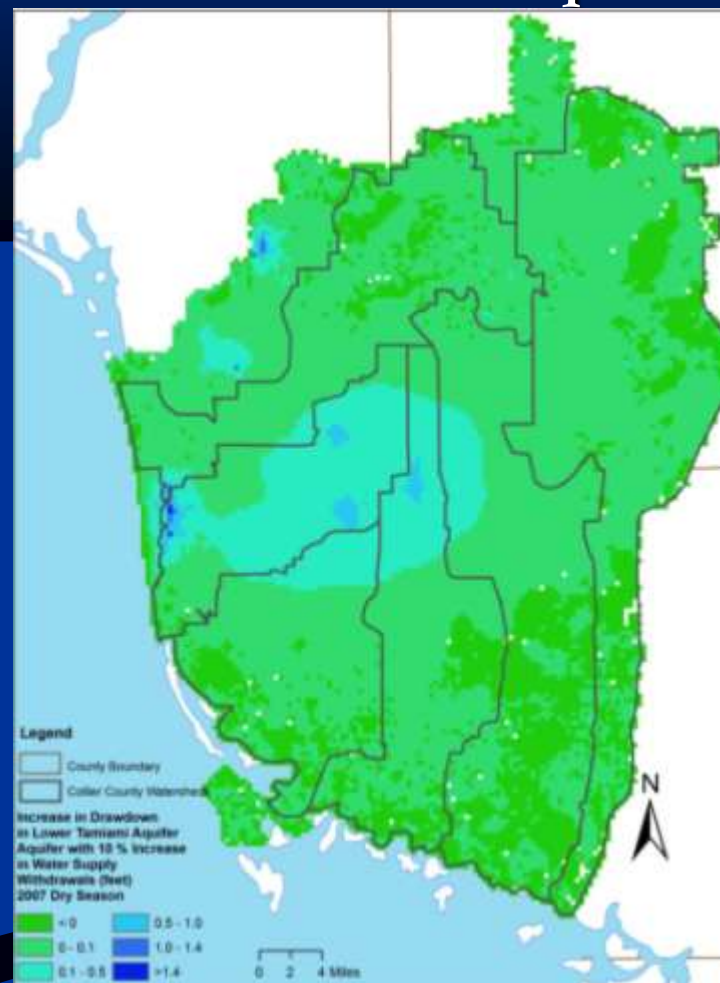 N
Legend
County Boundary
Collier County Watersheds
Increase in Drawdown
in Lower Tamiami Aquifer
Aquifer with 10 % Increase
in Water Supply
Withdrawals (feet)
2007 Dry Season
< 0
0.5 - 1.0
0 - 0.1
1.0 - 1.4
0.1 - 0.5
>1.4
0 2 4 Miles